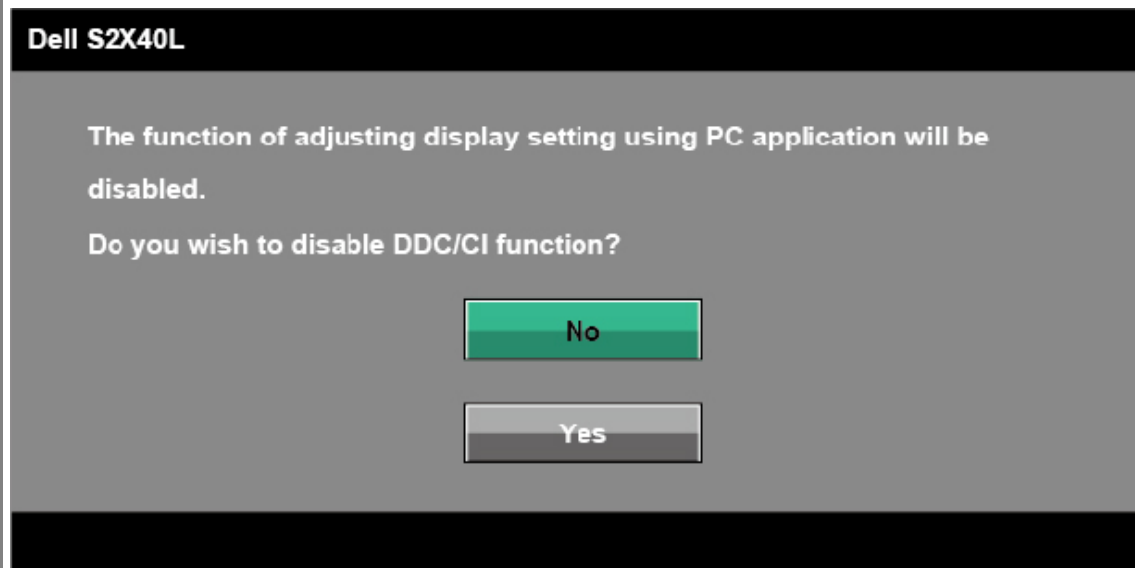 Dell S2X40L
The function of adjusting display setting using PC application will be
disabled.
Do you wish to disable DDC/CI function?
No
Yes